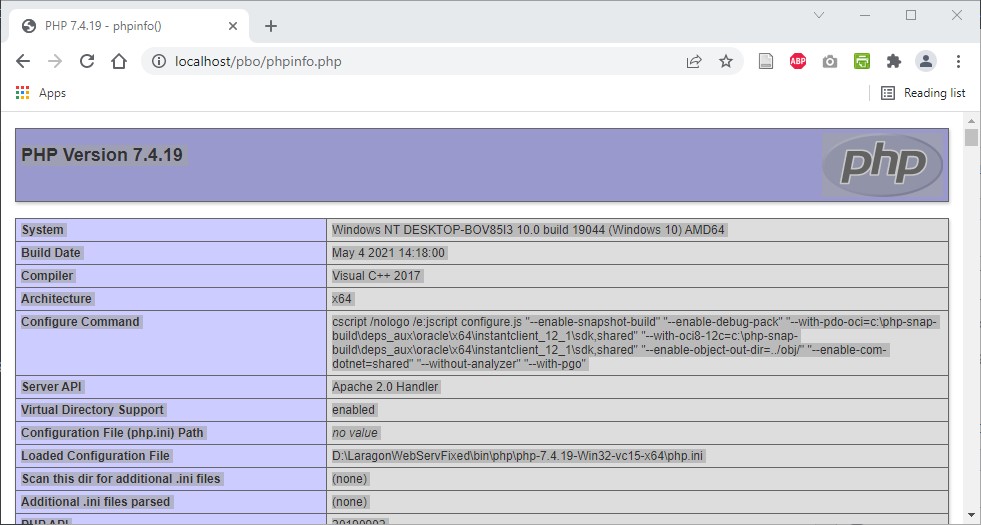 PHP 7.4.19 - phpinfo()
localhost/pbo/phpinfo.php
ABP
Apps
Reading list
PHP Version 7.4.19
php
System Windows NT DESKTOP-BOV85I3 10.0 build 19044 (Windows 10) AMD64
Build Date May 4 2021 14:18:00
Compiler Visual C++ 2017
Architecture x64
Configure Command cscript /nologo /e:jscript configure.js "--enable-snapshot-build" "--enable-debug-pack" "--with-pdo-oci=c:\php-snap-
build\deps_aux\oracle\x64\instantclient_12_1\sdk,shared" "--with-oci8-12c=c:\php-snap-
build\deps_aux\oracle\x64\instantclient_12_1\sdk,shared" "--enable-object-out-dir=../obj/" "--enable-com-
dotnet=shared" "--without-analyzer" "--with-pgo"
Server API Apache 2.0 Handler
Virtual Directory Support enabled
Configuration File (php.ini) Path no value
Loaded Configuration File D:\LaragonWebServFixed\bin\php\php-7.4.19-Win32-vc15-x64\php.ini
Scan this dir for additional .ini files (none)
Additional .ini files parsed (none)
PHP API 20190902